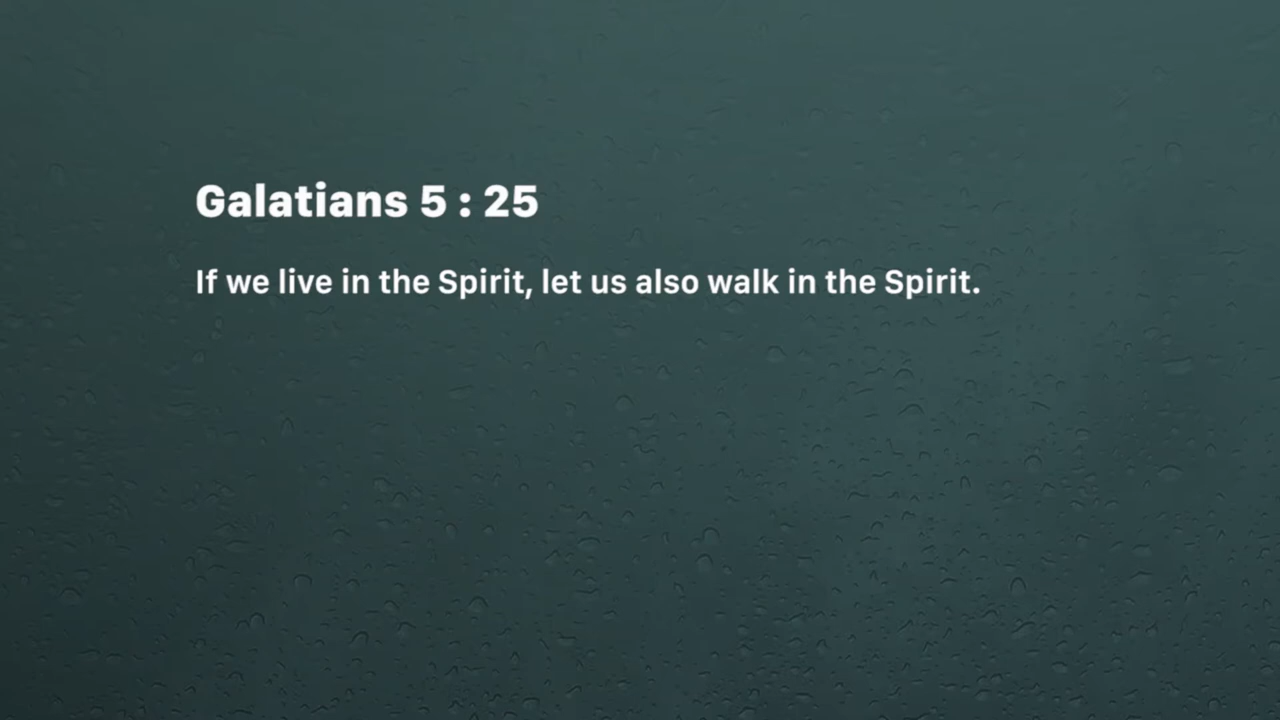 Galatians 5 : 25
If we live in the Spirit, let us also walk in the Spirit.